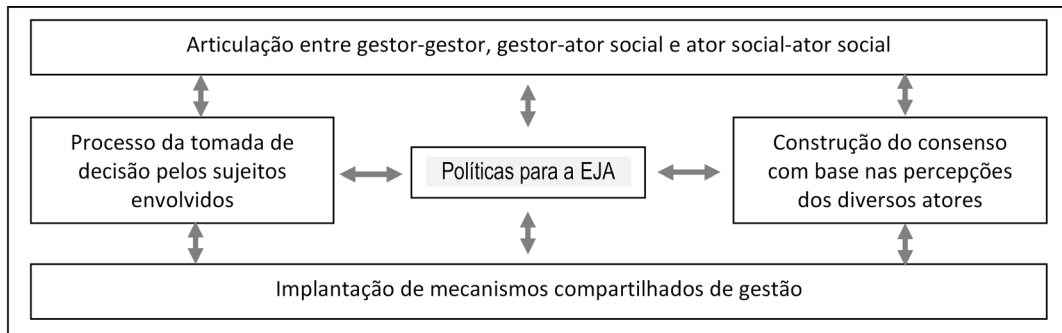 Articulação entre gestor-gestor, gestor-ator social e ator social-ator social
Processo da tomada de
decisão pelos sujeitos
envolvidos
Políticas para a EJA
Construção do consenso
com base nas percepções
dos diversos atores
Implantação de mecanismos compartilhados de gestão